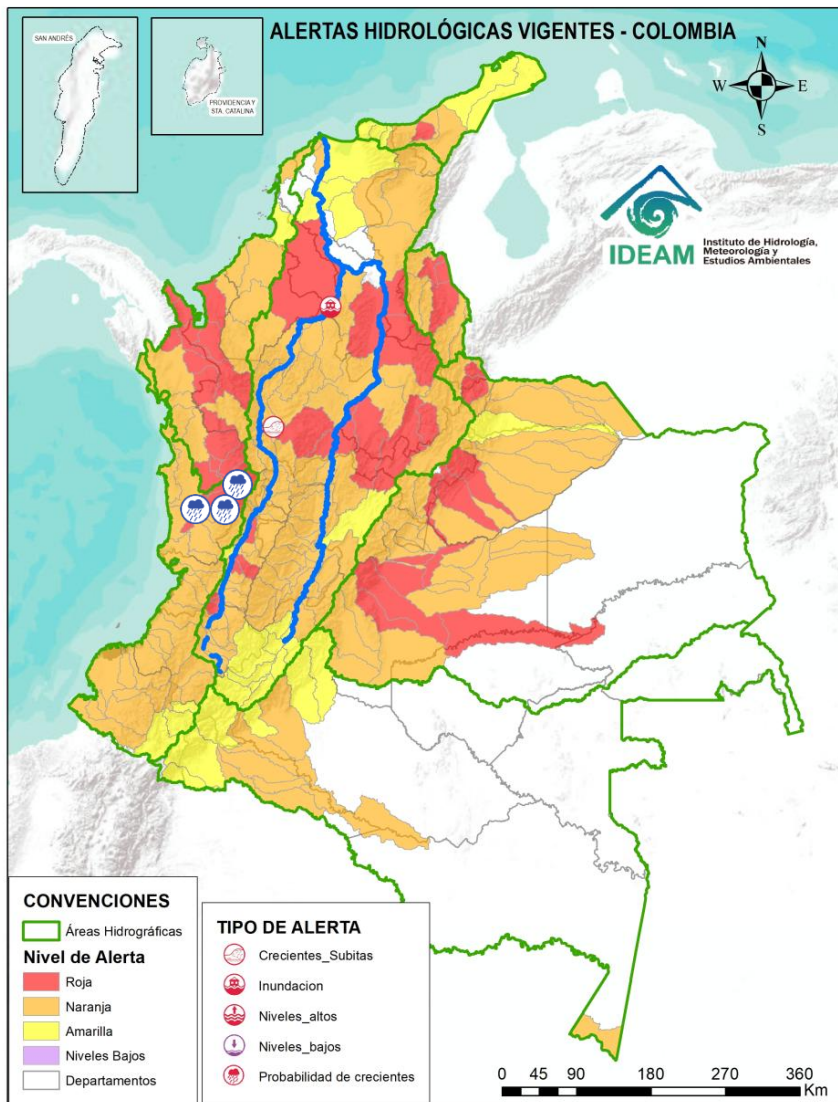 ALERTAS HIDROLÓGICAS VIGENTES - COLOMBIA
SAN ANDRÉS
PROVIDENCIA Y
STA. CATALINA
N
W
E
S
IDEAM
Instituto de Hidrología,
Meteorología y
Estudios Ambientales
CONVENCIONES
Áreas Hidrográficas
Nivel de Alerta
Roja
Naranja
Amarilla
Niveles Bajos
Departamentos
TIPO DE ALERTA
Crecientes_Subitas
Inundacion
Niveles_altos
Niveles_bajos
Probabilidad de crecientes
0 45 90 180 270 360
Km